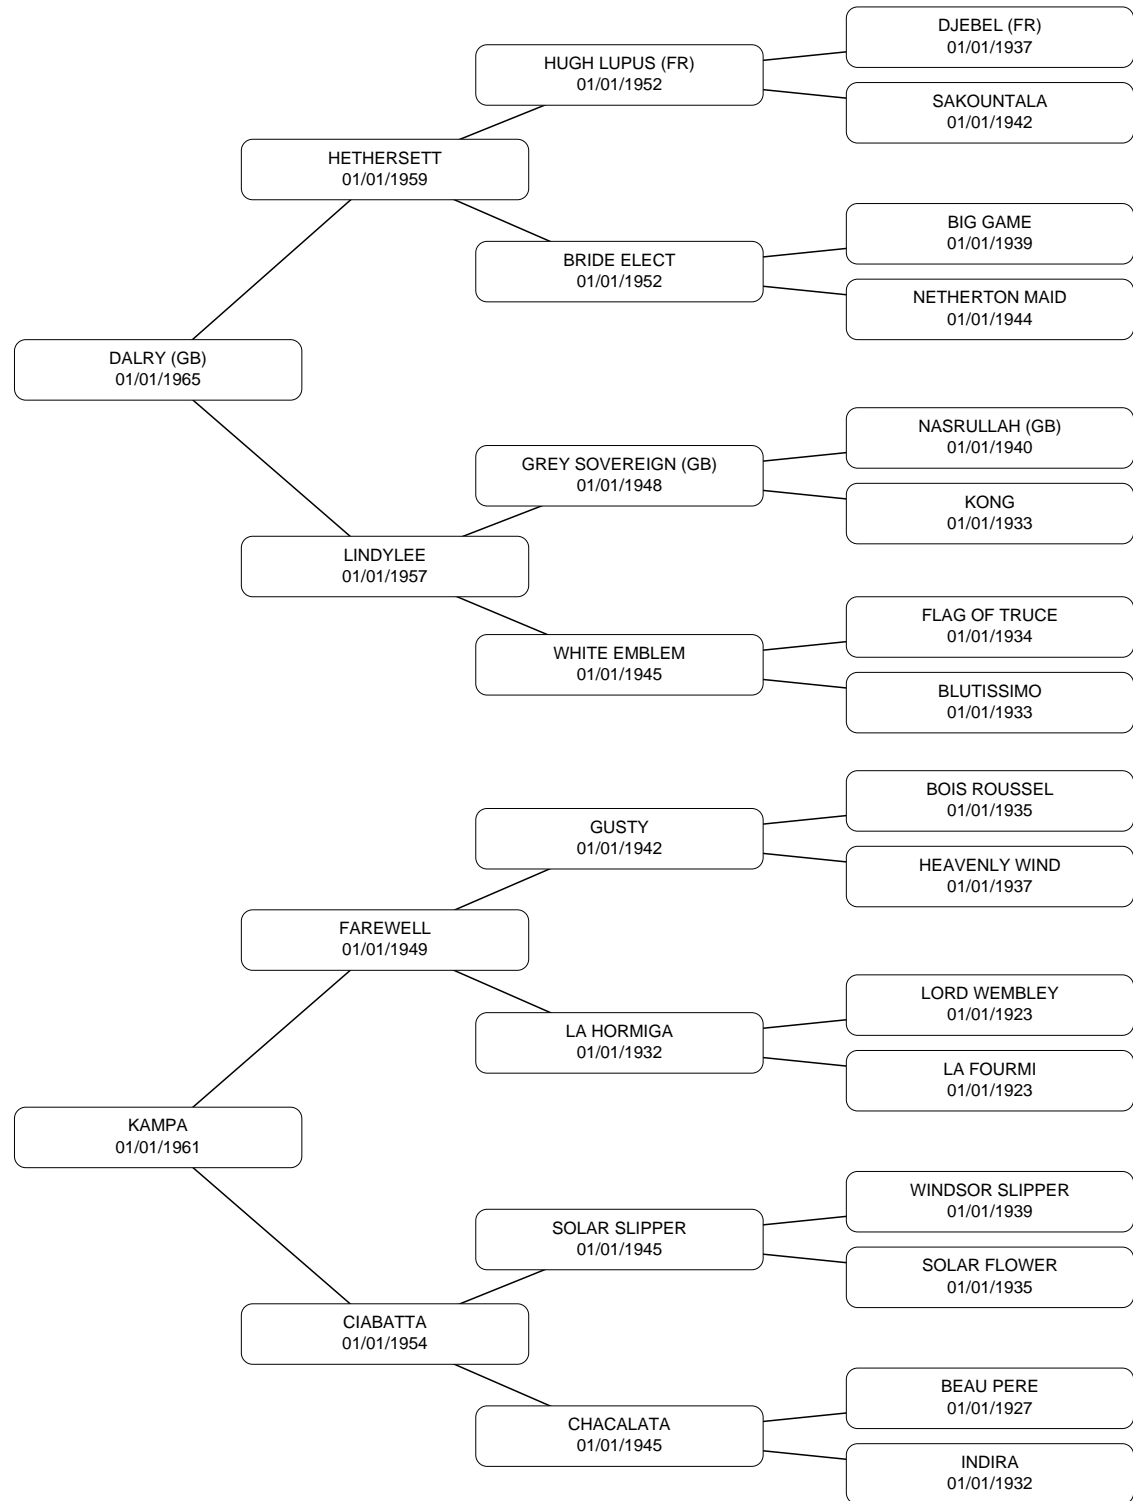 DJEBEL (FR)
01/01/1937
HUGH LUPUS (FR)
01/01/1952
SAKOUNTALA
01/01/1942
HETHERSETT
01/01/1959
BIG GAME
01/01/1939
BRIDE ELECT
01/01/1952
NETHERTON MAID
01/01/1944
DALRY (GB)
01/01/1965
NASRULLAH (GB)
01/01/1940
GREY SOVEREIGN (GB)
01/01/1948
KONG
01/01/1933
LINDYLEE
01/01/1957
FLAG OF TRUCE
01/01/1934
WHITE EMBLEM
01/01/1945
BLUTISSIMO
01/01/1933
BOIS ROUSSEL
01/01/1935
GUSTY
01/01/1942
HEAVENLY WIND
01/01/1937
FAREWELL
01/01/1949
LORD WEMBLEY
01/01/1923
LA HORMIGA
01/01/1932
LA FOURMI
01/01/1923
KAMPA
01/01/1961
WINDSOR SLIPPER
01/01/1939
SOLAR SLIPPER
01/01/1945
SOLAR FLOWER
01/01/1935
CIABATTA
01/01/1954
BEAU PERE
01/01/1927
CHACALATA
01/01/1945
INDIRA
01/01/1932